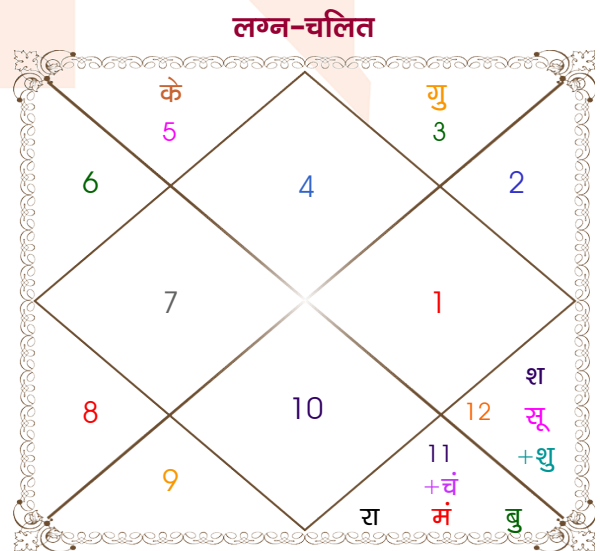 लग्न-चलित
के गु
5 3
6 4 2
7 1
श
8 10 12 सू
11 +शु
9 +चं
रा मं बु